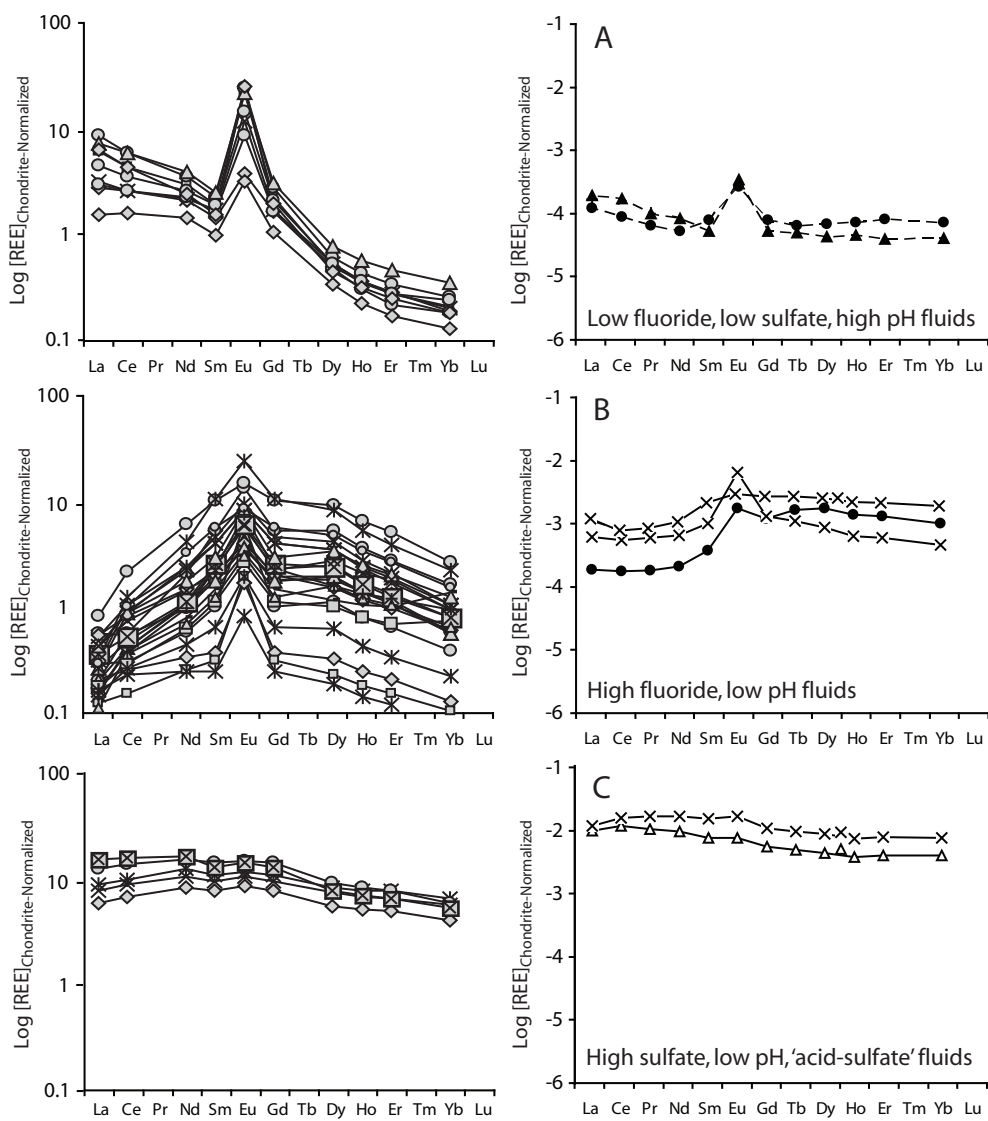 100
10
1
0.1
Log [REE]Chondrite-Normalized
La Ce Pr Nd Sm Eu Gd Tb Dy Ho Er Tm Yb Lu
A
-1
-2
-3
-4
-5
-6
Log [REE]Chondrite-Normalized
Low fluoride, low sulfate, high pH fluids
La Ce Pr Nd Sm Eu Gd Tb Dy Ho Er Tm Yb Lu
100
10
1
0.1
Log [REE]Chondrite-Normalized
La Ce Pr Nd Sm Eu Gd Tb Dy Ho Er Tm Yb Lu
B
-1
-2
-3
-4
-5
-6
Log [REE]Chondrite-Normalized
High fluoride, low pH fluids
La Ce Pr Nd Sm Eu Gd Tb Dy Ho Er Tm Yb Lu
100
10
1
0.1
Log [REE]Chondrite-Normalized
La Ce Pr Nd Sm Eu Gd Tb Dy Ho Er Tm Yb Lu
C
-1
-2
-3
-4
-5
-6
Log [REE]Chondrite-Normalized
High sulfate, low pH, ‘acid-sulfate’ fluids
La Ce Pr Nd Sm Eu Gd Tb Dy Ho Er Tm Yb Lu